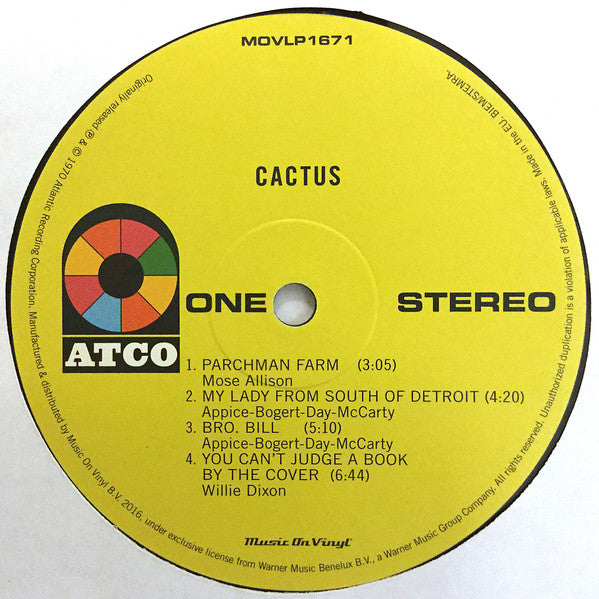 MOVLP1671
CACTUS
ATCO
ONE
STEREO
1. PARCHMAN FARM (3:05)
Mose Allison
2. MY LADY FROM SOUTH OF DETROIT (4:20)
Appice-Bogert-Day-McCarty
3. BRO. BILL (5:10)
Appice-Bogert-Day-McCarty
4. YOU CAN'T JUDGE A BOOK
BY THE COVER (6:44)
Willie Dixon
Music On Vinyl
Originally released ℗ & © 1970 Atlantic Recording Corporation. Manufactured & distributed by Music On Vinyl B.V. 2016, under exclusive license from Warner Music Benelux B.V., a Warner Music Group Company. All rights reserved. Unauthorized duplication is a violation of applicable laws. Made in the EU. BIEM/STEMRA.